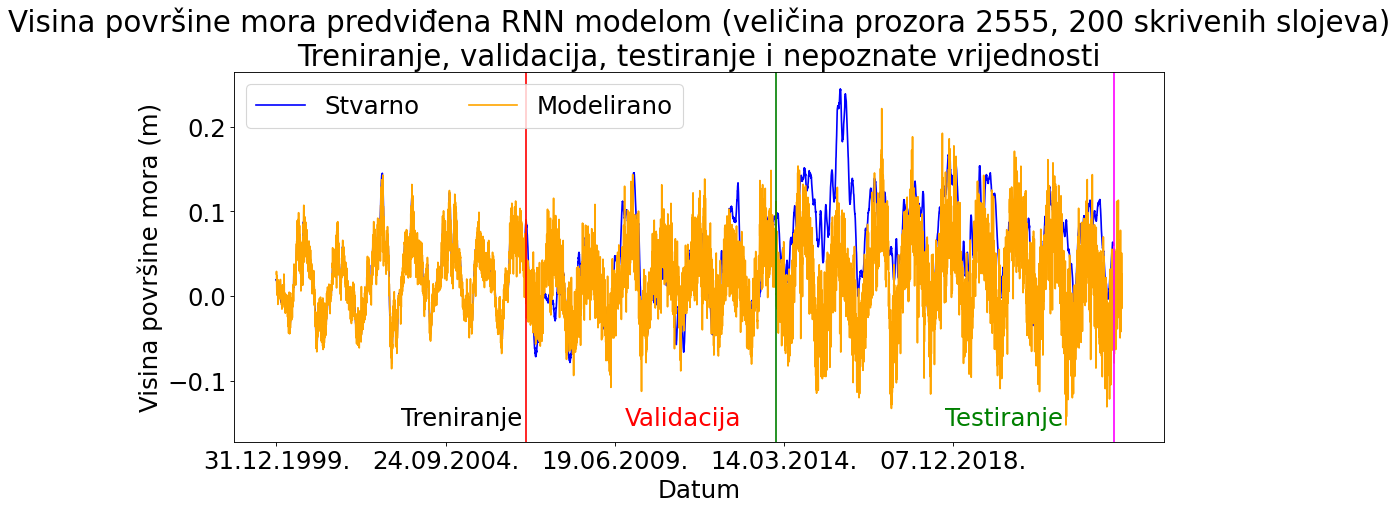 Visina površine mora predviđena RNN modelom (veličina prozora 2555, 200 skrivenih slojeva)
Treniranje, validacija, testiranje i nepoznate vrijednosti
Stvarno
Modelirano
Visina površine mora (m)
0.2
0.1
0.0
−0.1
Treniranje
Validacija
Testiranje
31.12.1999.
24.09.2004.
19.06.2009.
14.03.2014.
07.12.2018.
Datum